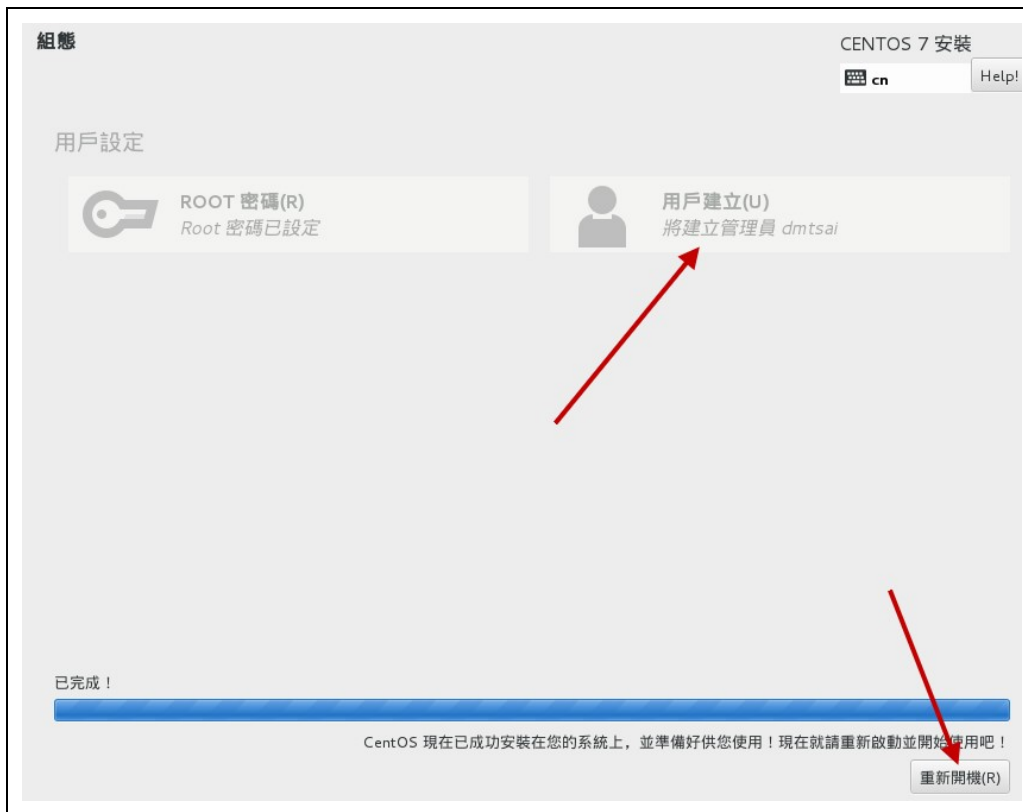 組態
CENTOS 7 安裝
cn
Help!
用戶設定
ROOT 密碼(R)
Root 密碼已設定
用戶建立(U)
將建立管理員 dmtsai
已完成！
CentOS 現在已成功安裝在您的系統上，並準備好供您使用！現在就請重新啟動並開始使用吧！
重新開機(R)